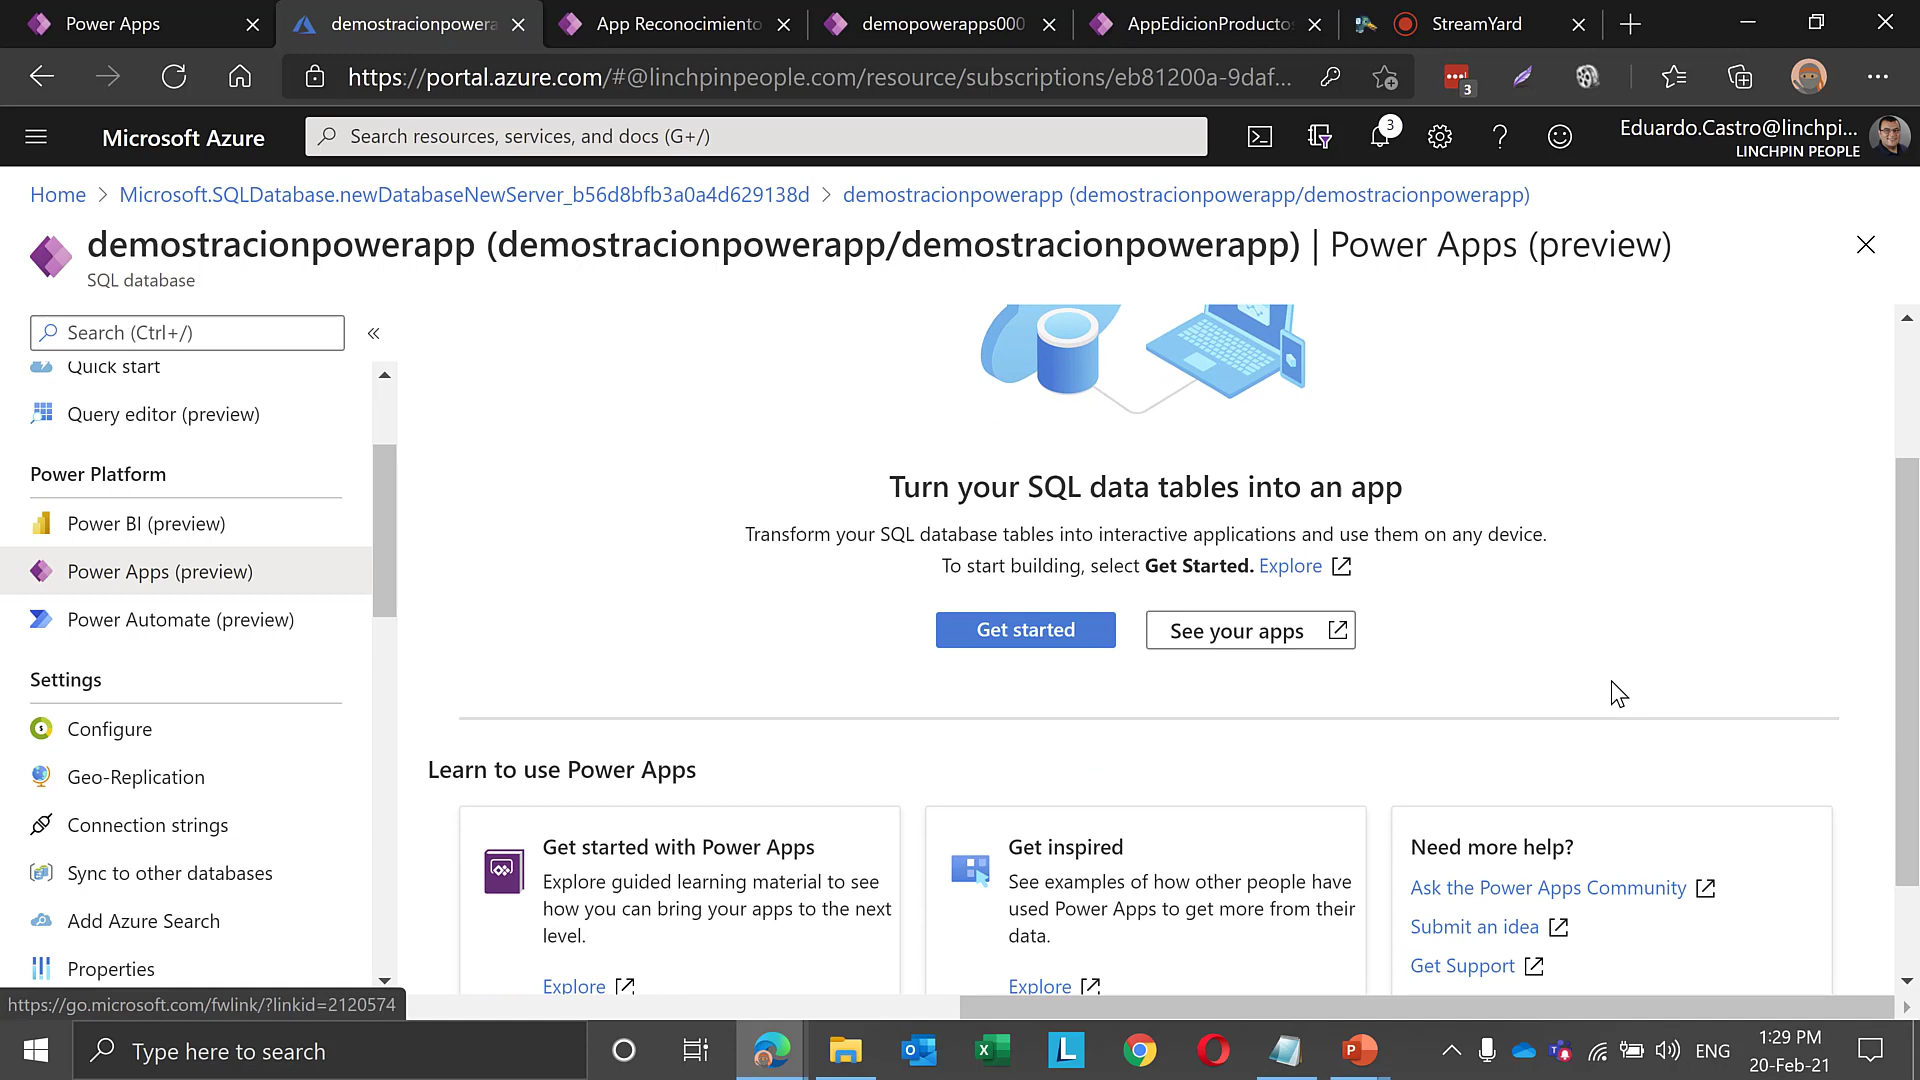 Power Apps
demostracionpowera
App Reconocimiento
demopowerapps000
AppEdicionProductos
StreamYard
https://portal.azure.com/#@linchpinpeople.com/resource/subscriptions/eb81200a-9daf...
3
Microsoft Azure
Search resources, services, and docs (G+/)
3
Eduardo.Castro@linchpi...
LINCHPIN PEOPLE
Home > Microsoft.SQLDatabase.newDatabaseNewServer_b56d8bfb3a0a4d629138d > demostracionpowerapp (demostracionpowerapp/demostracionpowerapp)
demostracionpowerapp (demostracionpowerapp/demostracionpowerapp) | Power Apps (preview)
SQL database
Search (Ctrl+/)
«
Quick start
Query editor (preview)
Power Platform
Power BI (preview)
Power Apps (preview)
Power Automate (preview)
Settings
Configure
Geo-Replication
Connection strings
Sync to other databases
Add Azure Search
Properties
https://go.microsoft.com/fwlink/?linkid=2120574
Turn your SQL data tables into an app
Transform your SQL database tables into interactive applications and use them on any device.
To start building, select Get Started. Explore
Get started
See your apps
Learn to use Power Apps
Get started with Power Apps
Explore guided learning material to see
how you can bring your apps to the next
level.
Explore
Get inspired
See examples of how other people have
used Power Apps to get more from their
data.
Explore
Need more help?
Ask the Power Apps Community
Submit an idea
Get Support
Type here to search
ENG
1:29 PM
20-Feb-21